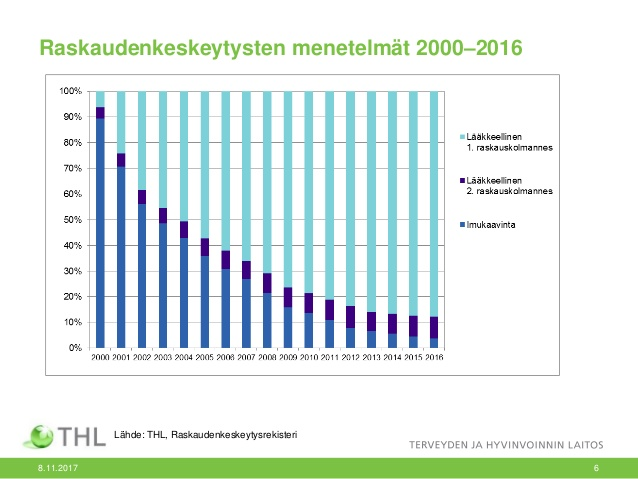 Raskaudenkeskeytysten menetelmät 2000–2016
100%
90%
80%
70%
60%
50%
40%
30%
20%
10%
0%
2000 2001 2002 2003 2004 2005 2006 2007 2008 2009 2010 2011 2012 2013 2014 2015 2016
Lääkkeellinen
1. raskauskolmannes
Lääkkeellinen
2. raskauskolmannes
Imukaavinta
THL
Lähde: THL, Raskaudenkeskeytysrekisteri
TERVEYDEN JA HYVINVOINNIN LAITOS
8.11.2017
6